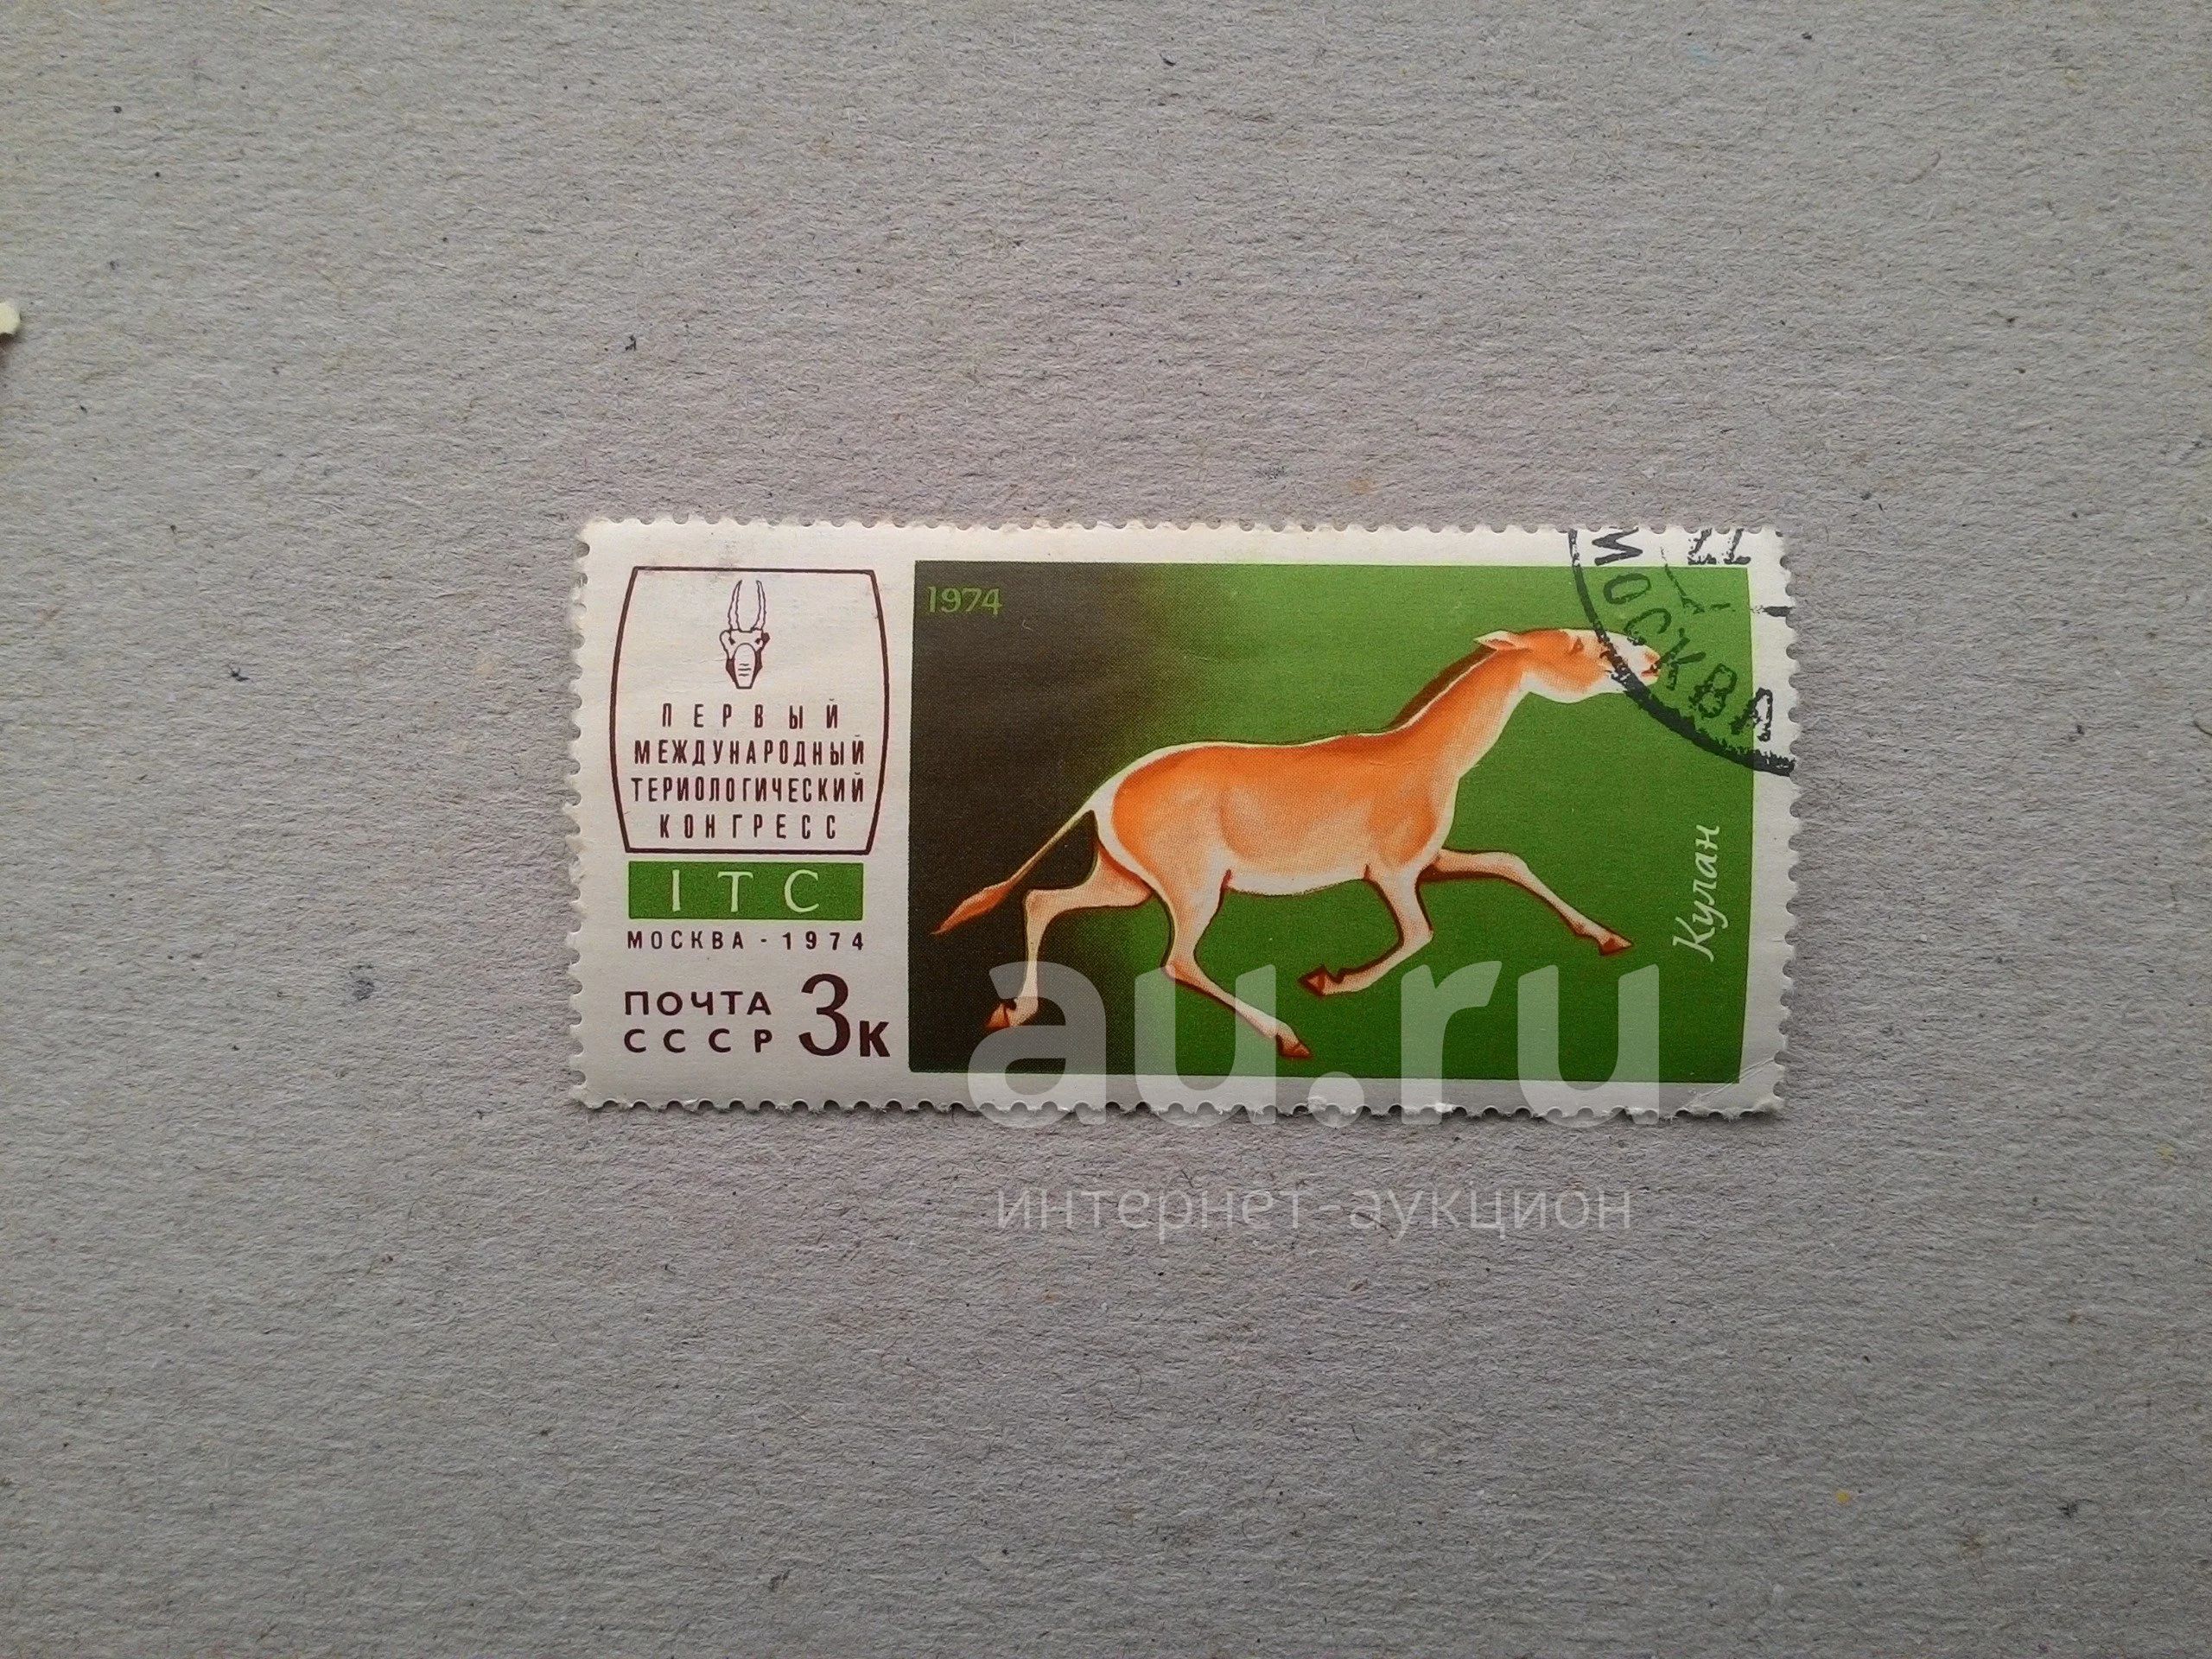 ПЕРВЫЙ
МЕЖДУНАРОДНЫЙ
ТЕРИОЛОГИЧЕСКИЙ
КОНГРЕСС
ITC
МОСКВА - 1974
ПОЧТА
СССР 3к
1974
Кулан
МОСКВА
au.ru
интернет-аукцион